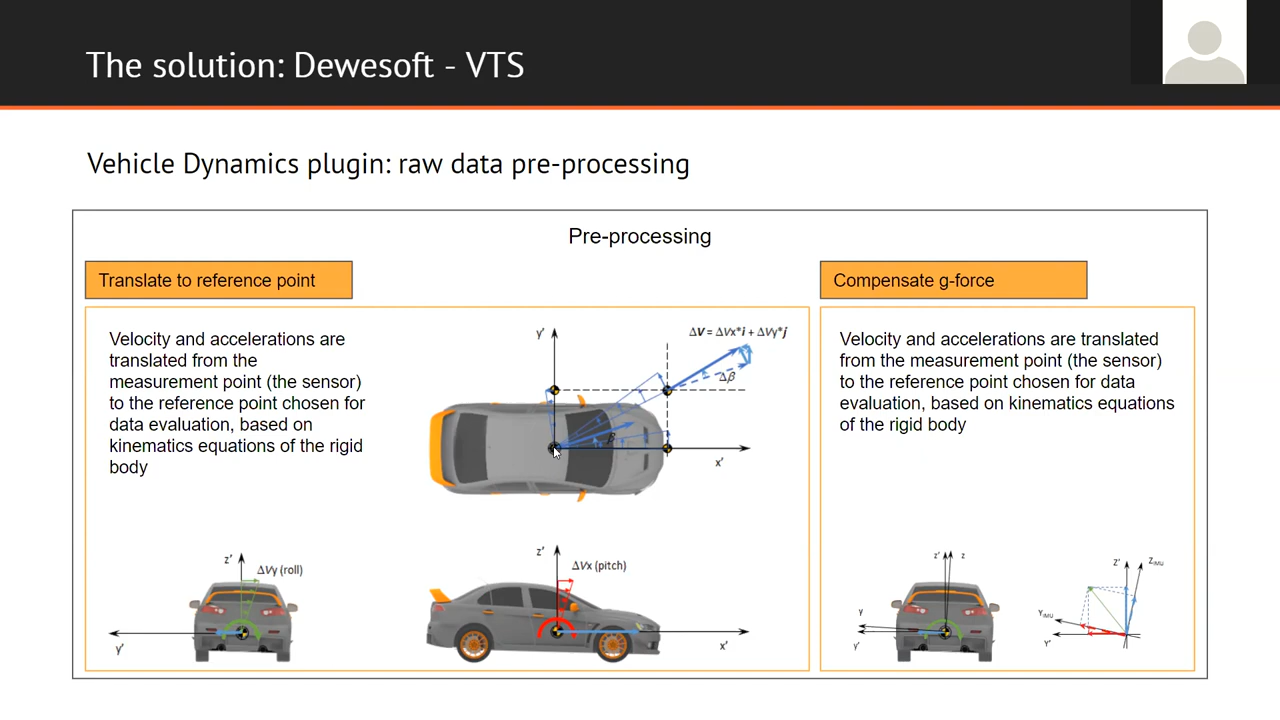 The solution: Dewesoft - VTS
Vehicle Dynamics plugin: raw data pre-processing
Pre-processing
Translate to reference point
Velocity and accelerations are
translated from the
measurement point (the sensor)
to the reference point chosen for
data evaluation, based on
kinematics equations of the rigid
body
y'
ΔV = ΔVx*i + ΔVy*j
Δβ
β
x'
z'
ΔVy (roll)
y'
z'
ΔVx (pitch)
x'
Compensate g-force
Velocity and accelerations are translated
from the measurement point (the sensor)
to the reference point chosen for data
evaluation, based on kinematics equations
of the rigid body
z' z
y
y'
Z' ZIMU
YIMU
Y'